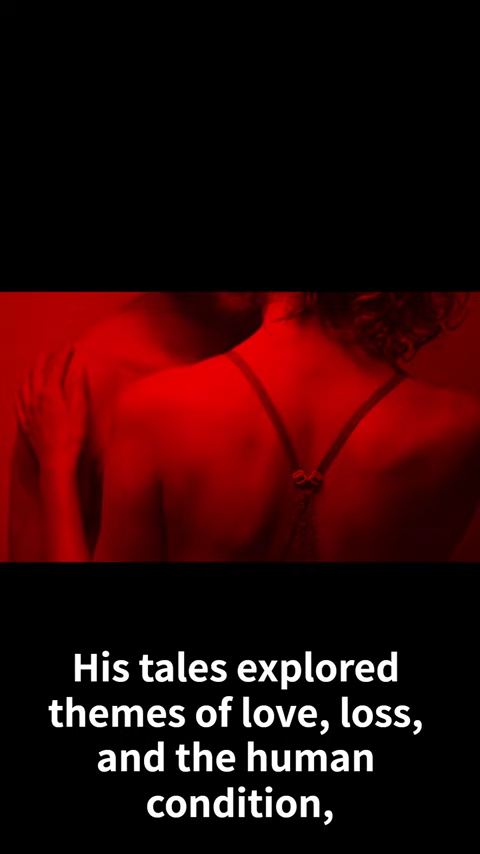 His tales explored
themes of love, loss,
and the human
condition,